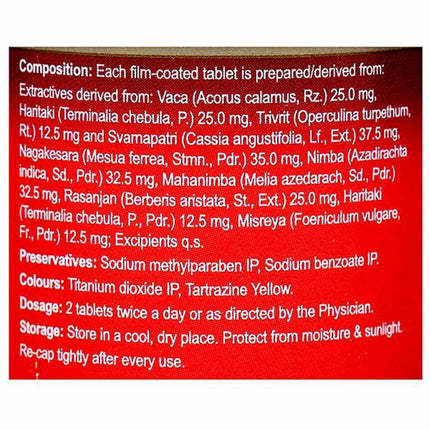 Composition: Each film-coated tablet is prepared/derived from:
Extractives derived from: Vaca (Acorus calamus, Rz.) 25.0 mg,
Haritaki (Terminalia chebula, P.) 25.0 mg, Trivrit (Operculina turpethum,
Rt.) 12.5 mg and Svarnapatri (Cassia angustifolia, Lf., Ext.) 37.5 mg,
Nagakesara (Mesua ferrea, Stmn., Pdr.) 35.0 mg, Nimba (Azadirachta
indica, Sd., Pdr.) 32.5 mg, Mahanimba (Melia azedarach, Sd., Pdr.)
32.5 mg, Rasanjan (Berberis aristata, St., Ext.) 25.0 mg, Haritaki
(Terminalia chebula, P., Pdr.) 12.5 mg, Misreya (Foeniculum vulgare,
Fr., Pdr.) 12.5 mg; Excipients q.s.
Preservatives: Sodium methylparaben IP, Sodium benzoate IP.
Colours: Titanium dioxide IP, Tartrazine Yellow.
Dosage: 2 tablets twice a day or as directed by the Physician.
Storage: Store in a cool, dry place. Protect from moisture & sunlight.
Re-cap tightly after every use.